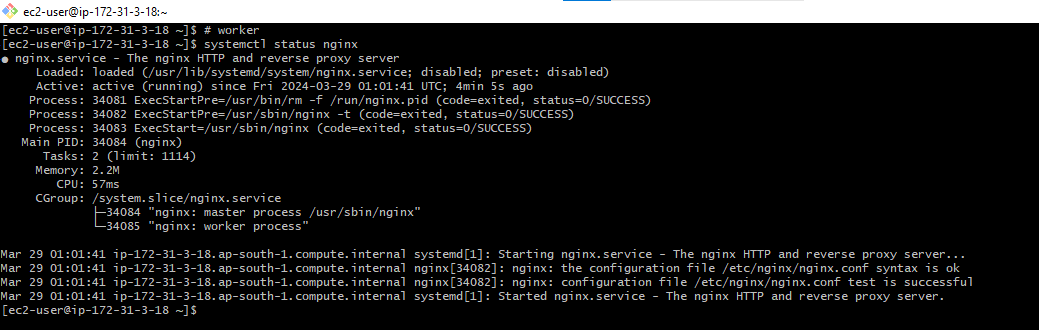 ec2-user@ip-172-31-3-18:~
[ec2-user@ip-172-31-3-18 ~]$ # worker
[ec2-user@ip-172-31-3-18 ~]$ systemctl status nginx
● nginx.service - The nginx HTTP and reverse proxy server
     Loaded: loaded (/usr/lib/systemd/system/nginx.service; disabled; preset: disabled)
     Active: active (running) since Fri 2024-03-29 01:01:41 UTC; 4min 5s ago
    Process: 34081 ExecStartPre=/usr/bin/rm -f /run/nginx.pid (code=exited, status=0/SUCCESS)
    Process: 34082 ExecStartPre=/usr/sbin/nginx -t (code=exited, status=0/SUCCESS)
    Process: 34083 ExecStart=/usr/sbin/nginx (code=exited, status=0/SUCCESS)
   Main PID: 34084 (nginx)
      Tasks: 2 (limit: 1114)
     Memory: 2.2M
        CPU: 57ms
     CGroup: /system.slice/nginx.service
             ├─34084 "nginx: master process /usr/sbin/nginx"
             └─34085 "nginx: worker process"
Mar 29 01:01:41 ip-172-31-3-18.ap-south-1.compute.internal systemd[1]: Starting nginx.service - The nginx HTTP and reverse proxy server...
Mar 29 01:01:41 ip-172-31-3-18.ap-south-1.compute.internal nginx[34082]: nginx: the configuration file /etc/nginx/nginx.conf syntax is ok
Mar 29 01:01:41 ip-172-31-3-18.ap-south-1.compute.internal nginx[34082]: nginx: configuration file /etc/nginx/nginx.conf test is successful
Mar 29 01:01:41 ip-172-31-3-18.ap-south-1.compute.internal systemd[1]: Started nginx.service - The nginx HTTP and reverse proxy server.
[ec2-user@ip-172-31-3-18 ~]$